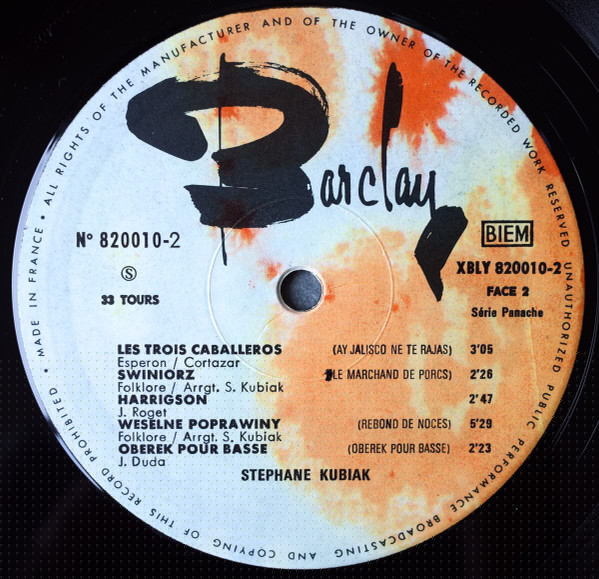 MADE IN FRANCE • ALL RIGHTS OF THE MANUFACTURER AND OF THE OWNER OF THE RECORDED WORK RESERVED UNAUTHORIZED PUBLIC PERFORMANCE BROADCASTING AND COPYING OF THIS RECORD PROHIBITED •
Barclay
Nº 820010-2
BIEM
XBLY 820010-2
S
FACE 2
33 TOURS
Série Panache
LES TROIS CABALLEROS (AY JALISCO NE TE RAJAS) 3'05
Esperon / Cortazar
SWINIORZ (LE MARCHAND DE PORCS) 2'26
Folklore / Arrgt. S. Kubiak
HARRIGSON 2'47
J. Roget
WESELNE POPRAWINY (REBOND DE NOCES) 5'29
Folklore / Arrgt. S. Kubiak
OBEREK POUR BASSE (OBEREK POUR BASSE) 2'23
J. Duda
STEPHANE KUBIAK